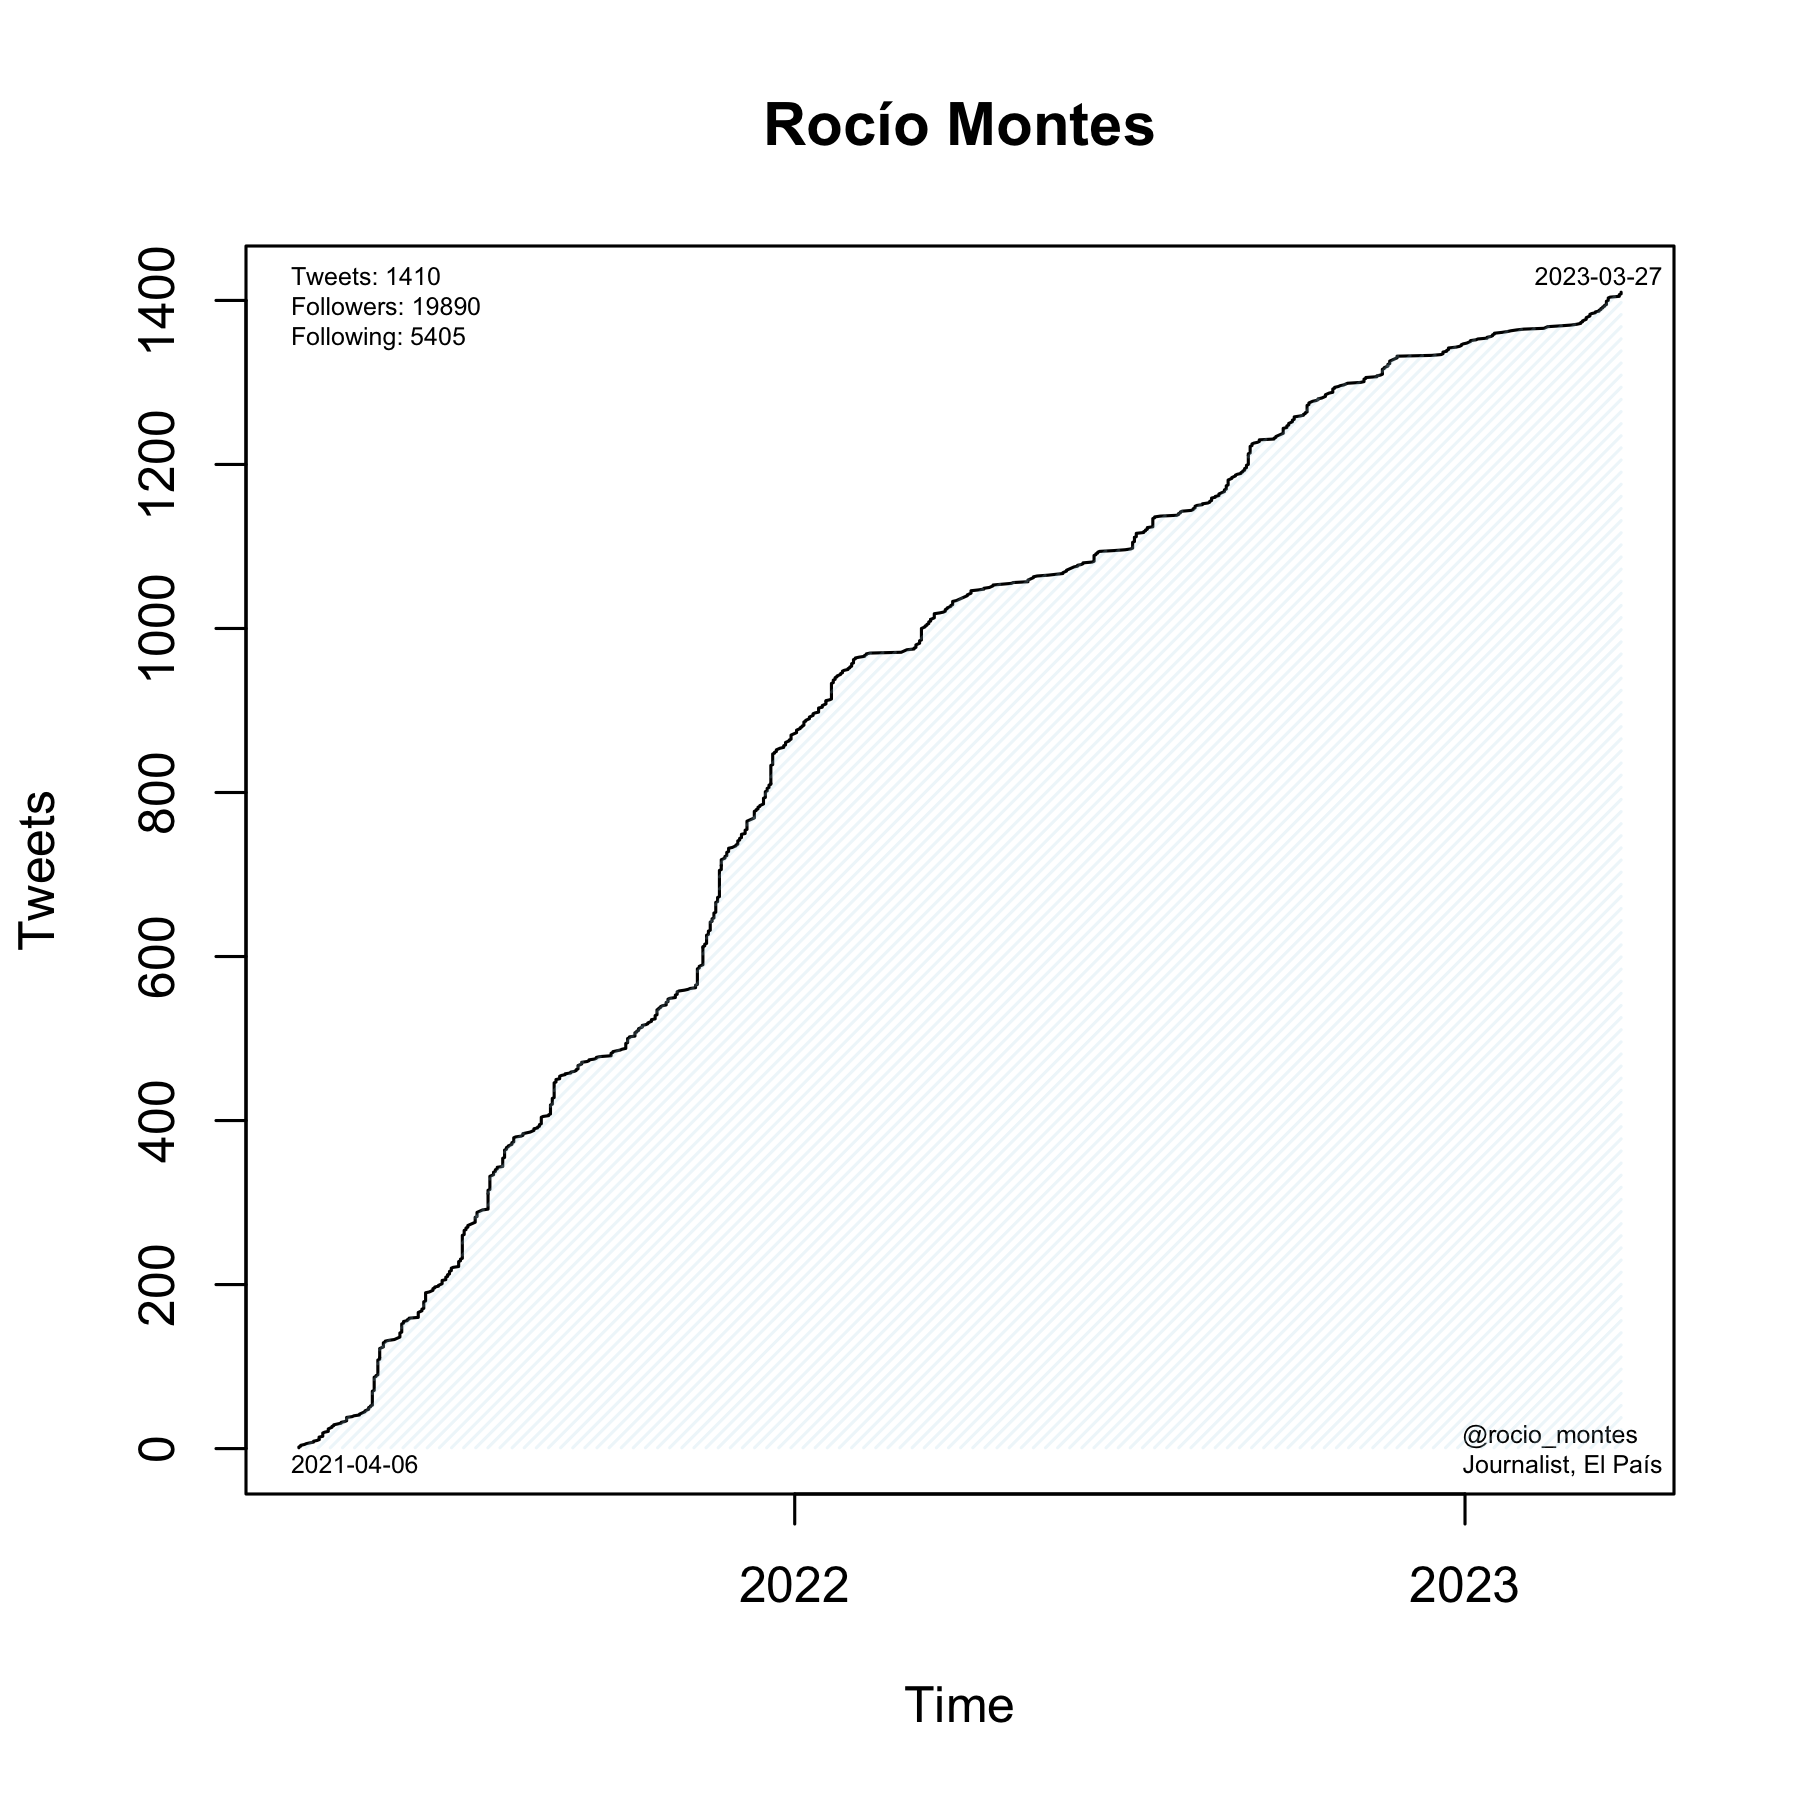 Rocío Montes
Tweets: 1410
Followers: 19890
Following: 5405
2023-03-27
1400
1200
1000
800
600
400
200
0
Tweets
2021-04-06
@rocio_montes
Journalist, El País
2022
2023
Time